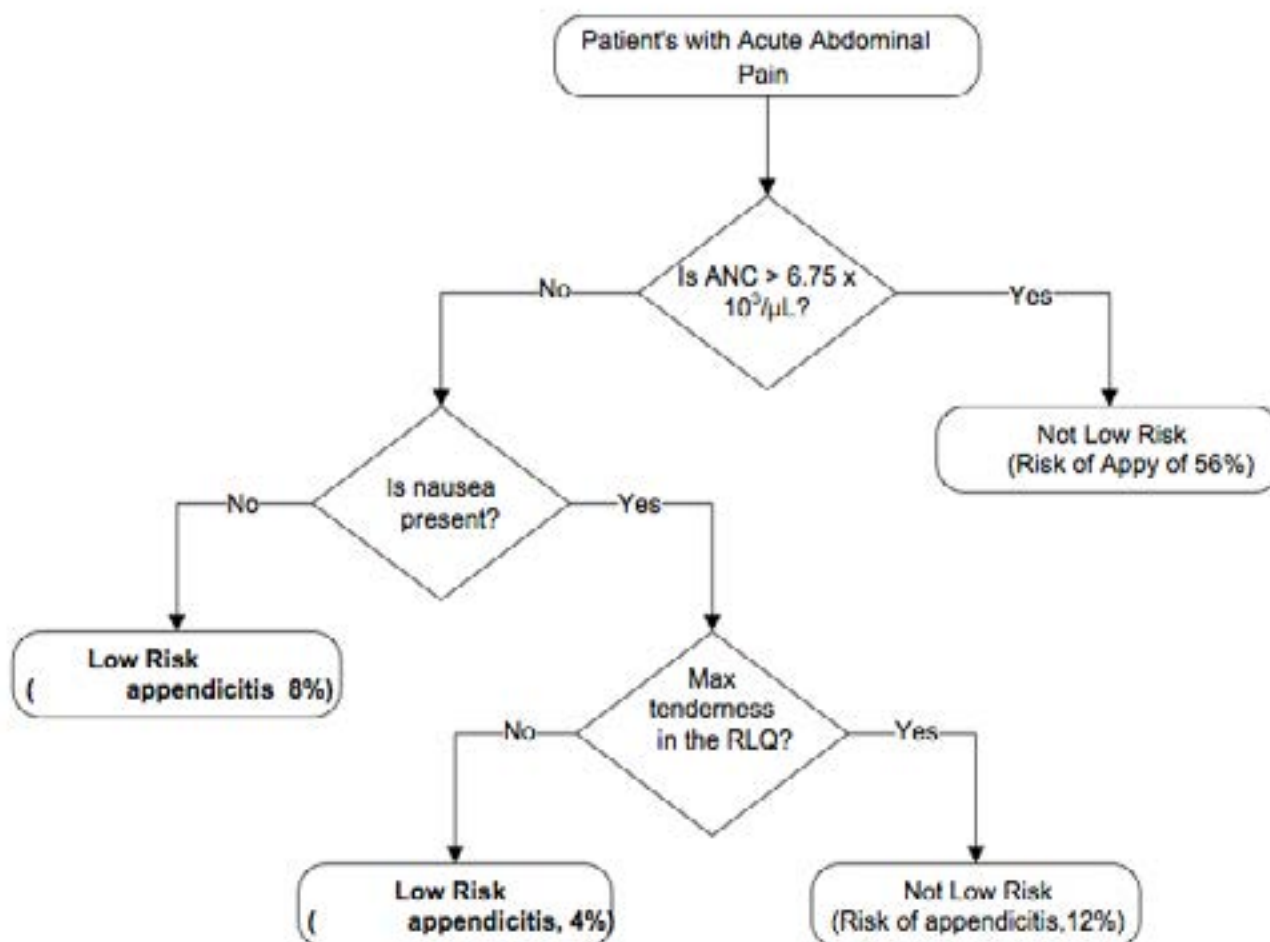 Patient's with Acute Abdominal
Pain
Is ANC > 6.75 x
10³/µL?
No
Yes
Not Low Risk
(Risk of Appy of 56%)
Is nausea
present?
No
Yes
Low Risk
( appendicitis 8%)
Max
tenderness
in the RLQ?
No
Yes
Low Risk
( appendicitis, 4%)
Not Low Risk
(Risk of appendicitis,12%)